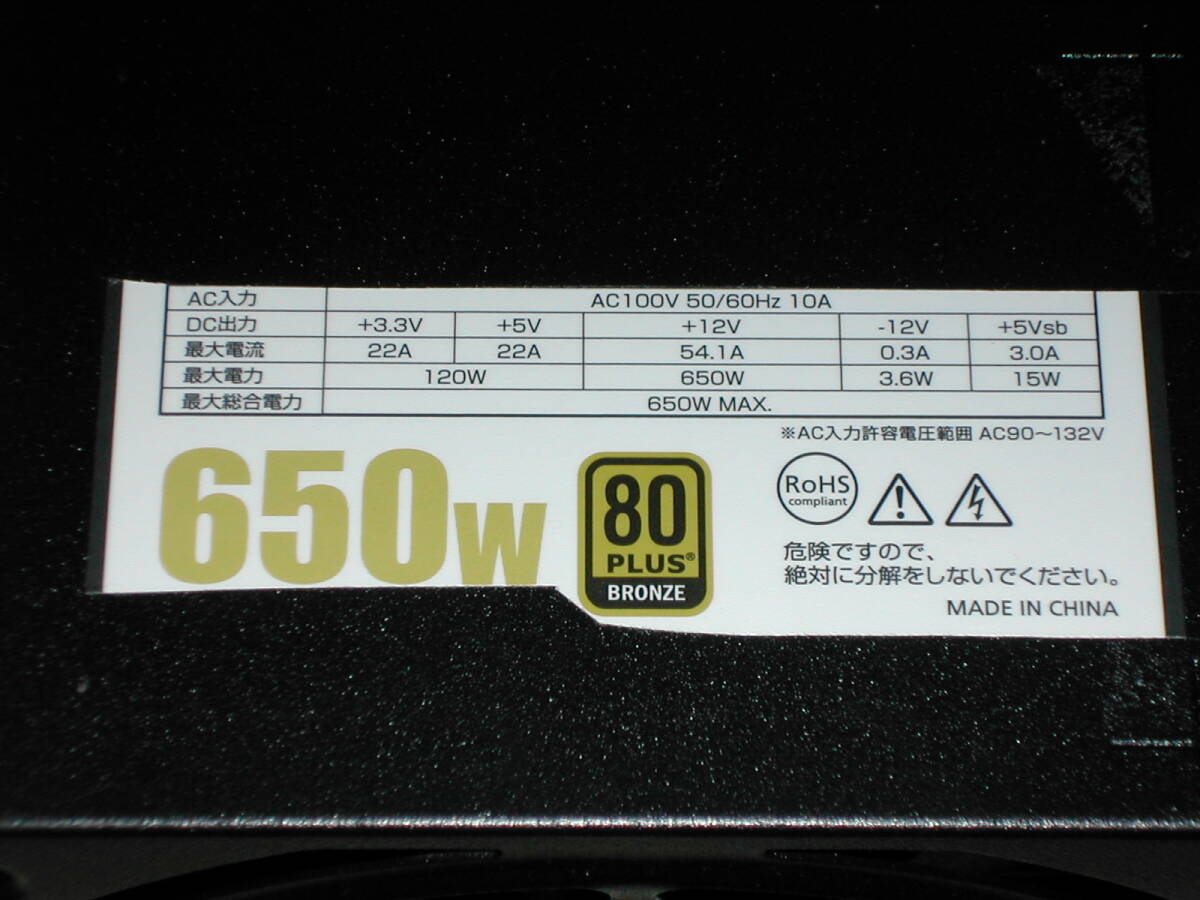 AC入力 AC100V 50/60Hz 10A
DC出力 +3.3V +5V +12V -12V +5Vsb
最大電流 22A 22A 54.1A 0.3A 3.0A
最大電力 120W 650W 3.6W 15W
最大総合電力 650W MAX.
※AC入力許容電圧範囲 AC90～132V
650W
80
PLUS®
BRONZE
RoHS
compliant
危険ですので、
絶対に分解をしないでください。
MADE IN CHINA